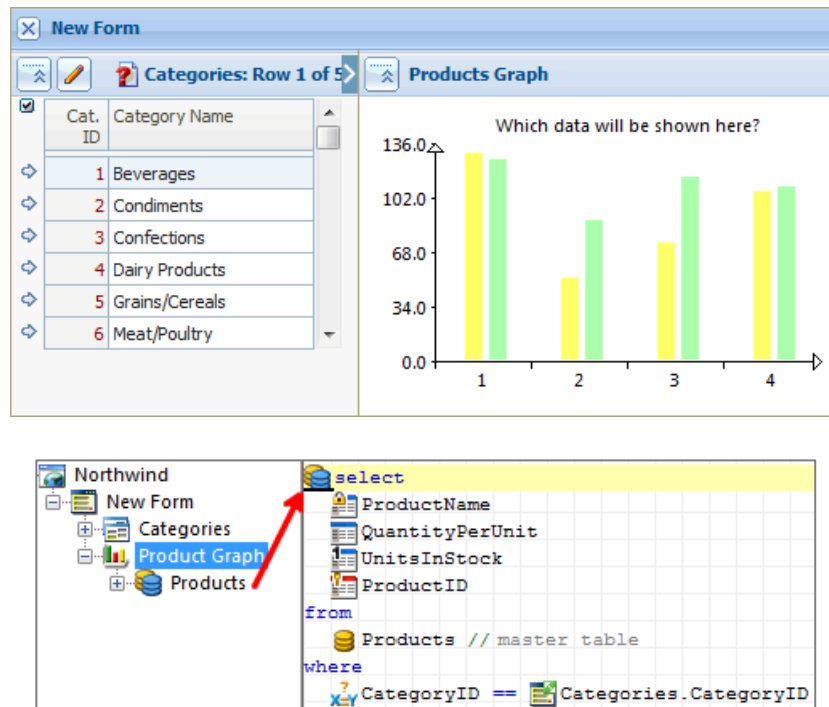 New Form
Categories: Row 1 of 5
Products Graph
Cat. ID
Category Name
1 Beverages
2 Condiments
3 Confections
4 Dairy Products
5 Grains/Cereals
6 Meat/Poultry
Which data will be shown here?
136.0
102.0
68.0
34.0
0.0
1 2 3 4
Northwind
New Form
Categories
Product Graph
Products
select
ProductName
QuantityPerUnit
UnitsInStock
ProductID
from
Products // master table
where
CategoryID == Categories.CategoryID